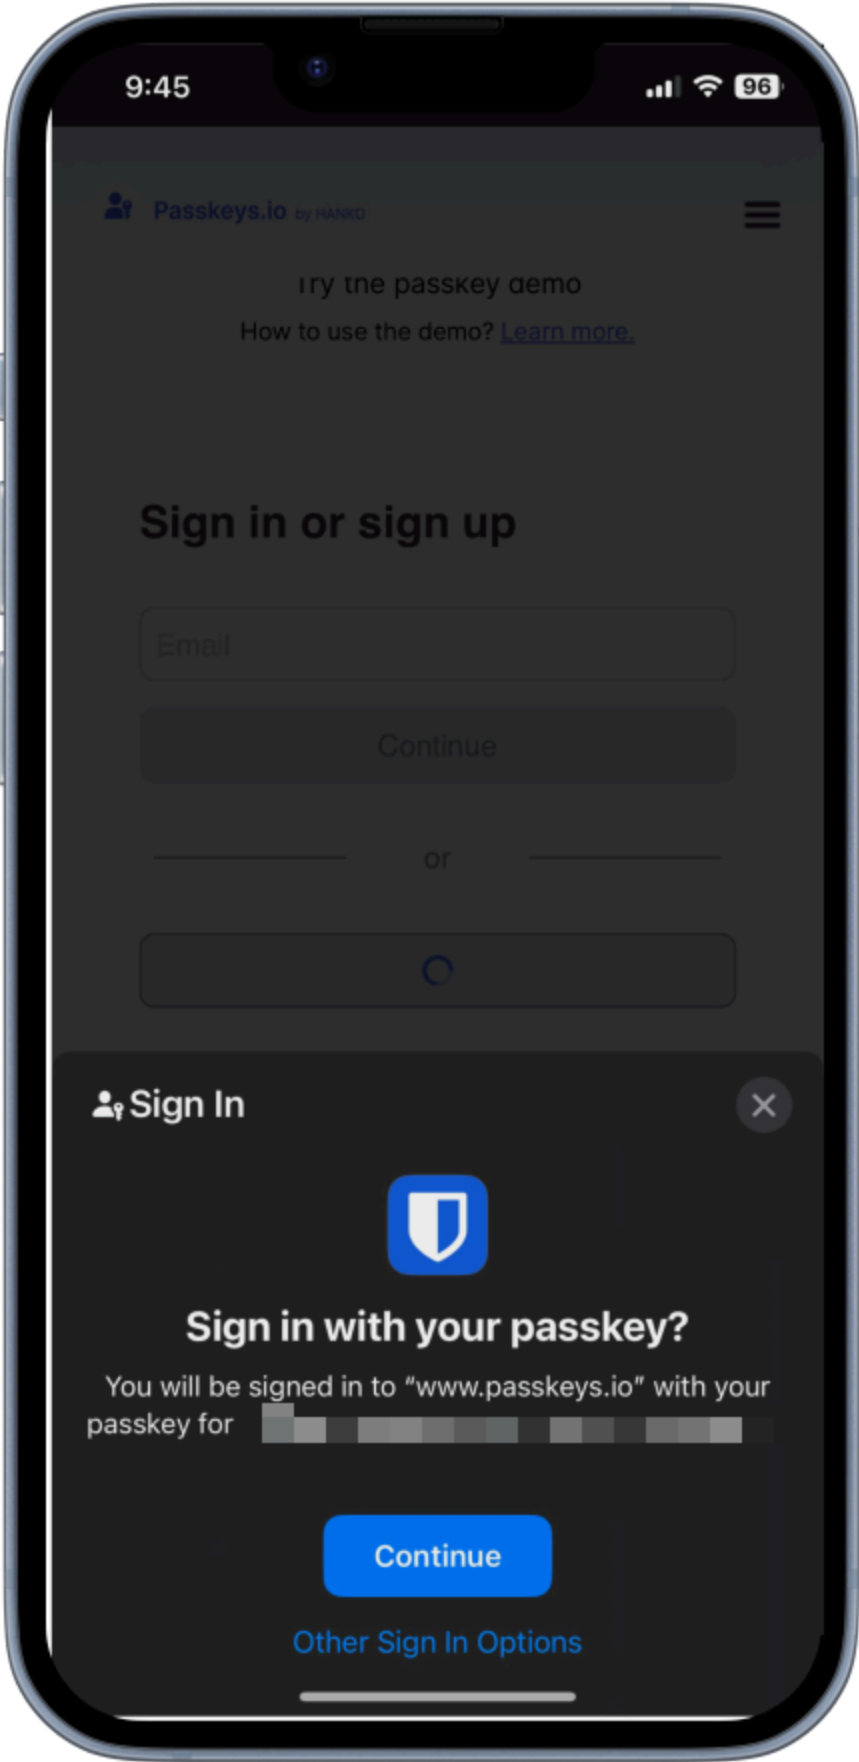 9:45
96
Passkeys.io by HANKO
Try the passkey demo
How to use the demo? Learn more.
Sign in or sign up
Email
Continue
or
Sign In
Sign in with your passkey?
You will be signed in to “www.passkeys.io” with your
passkey for
Continue
Other Sign In Options